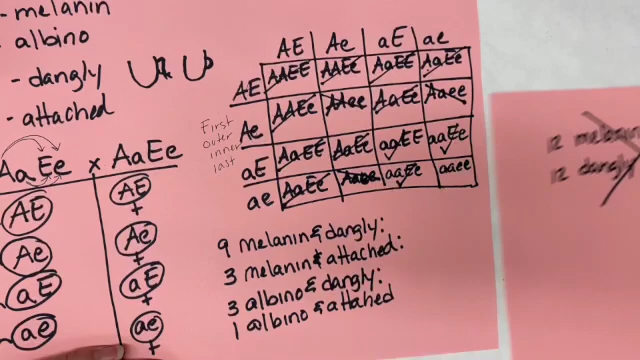 - melanin
- albino
- dangly
- attached
AaEe x AaEe
AE AE
+
Ae Ae
+
aE aE
+
ae ae
+
First
outer
inner
last
AE Ae aE ae
AE AAEE AAEe AaEE AaEe
Ae AAEe AAee AaEe Aaee
aE AaEE AaEe aaEE aaEe
ae AaEe Aaee aaEe aaee
9 melanin & dangly:
3 melanin & attached:
3 albino & dangly:
1 albino & attached
12 melanin
12 dangly